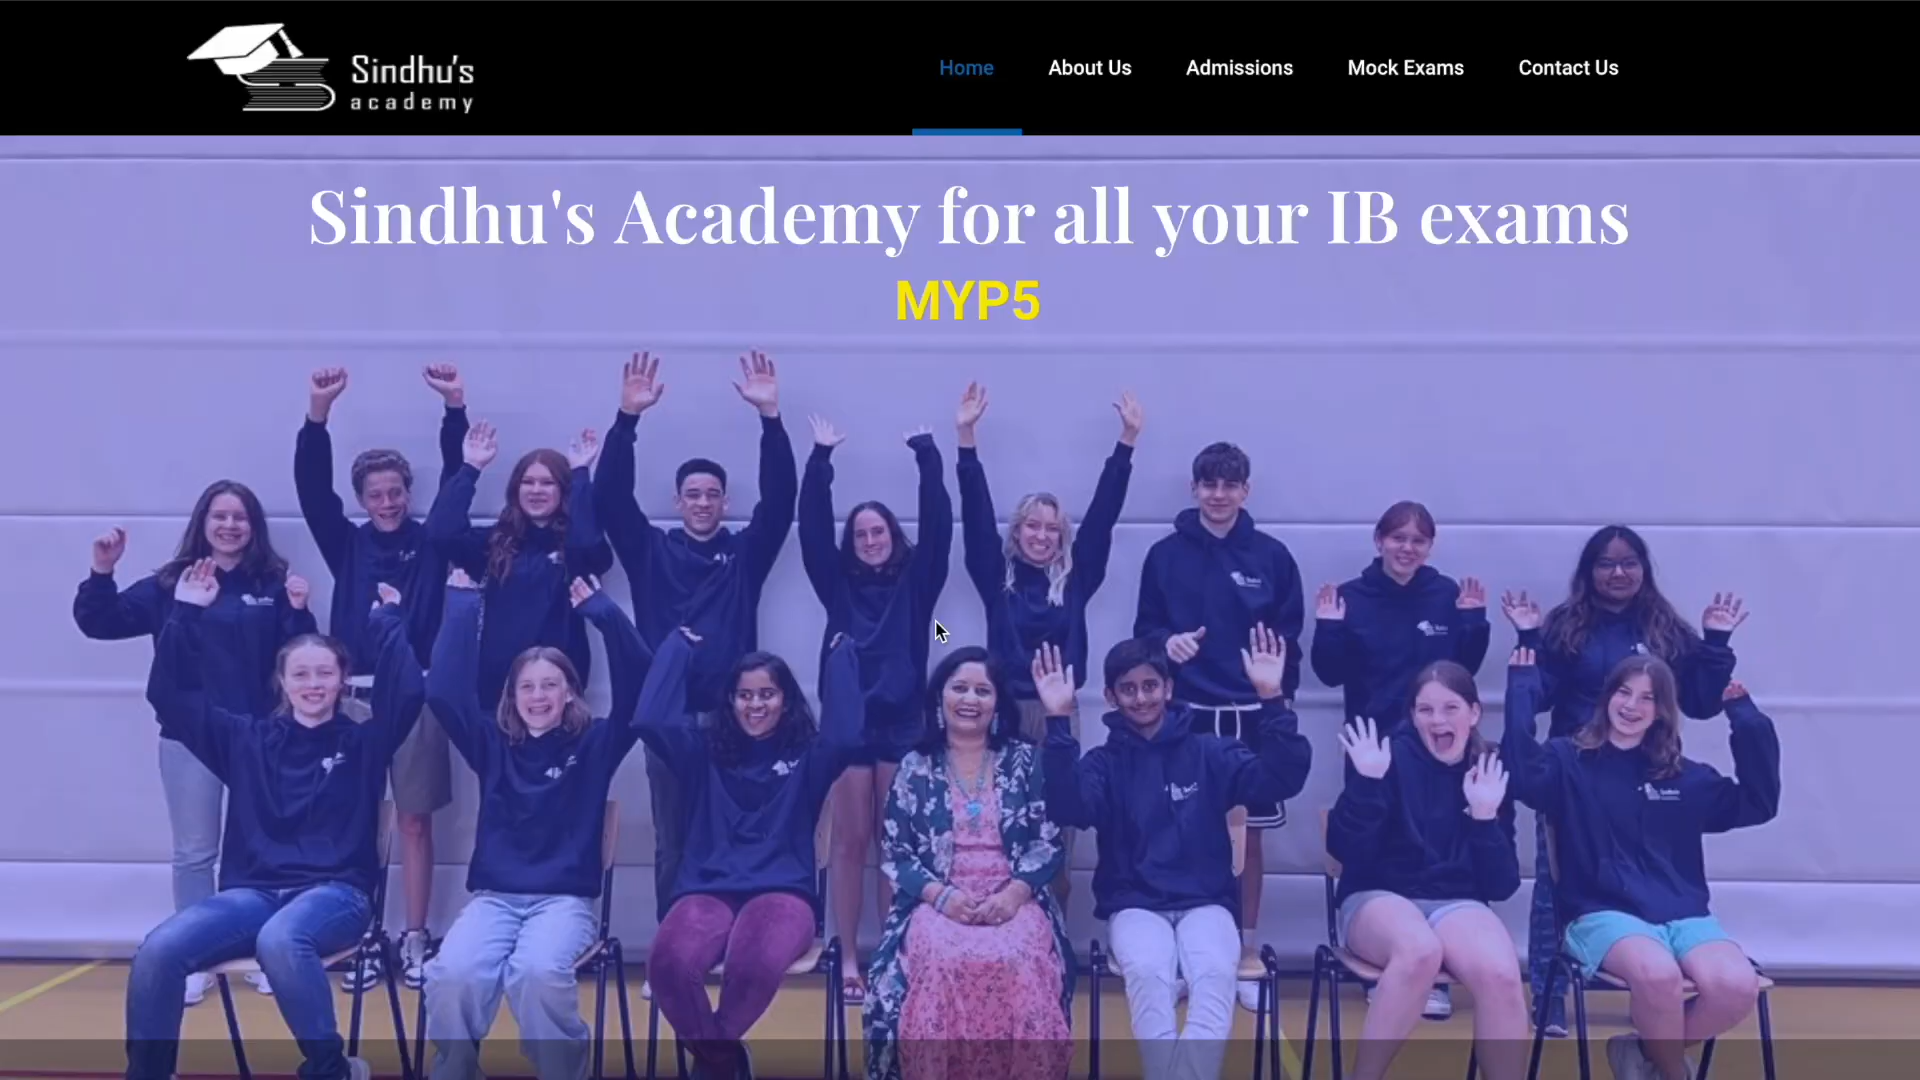 Sindhu's
academy
Home
About Us
Admissions
Mock Exams
Contact Us
Sindhu's Academy for all your IB exams
MYP5